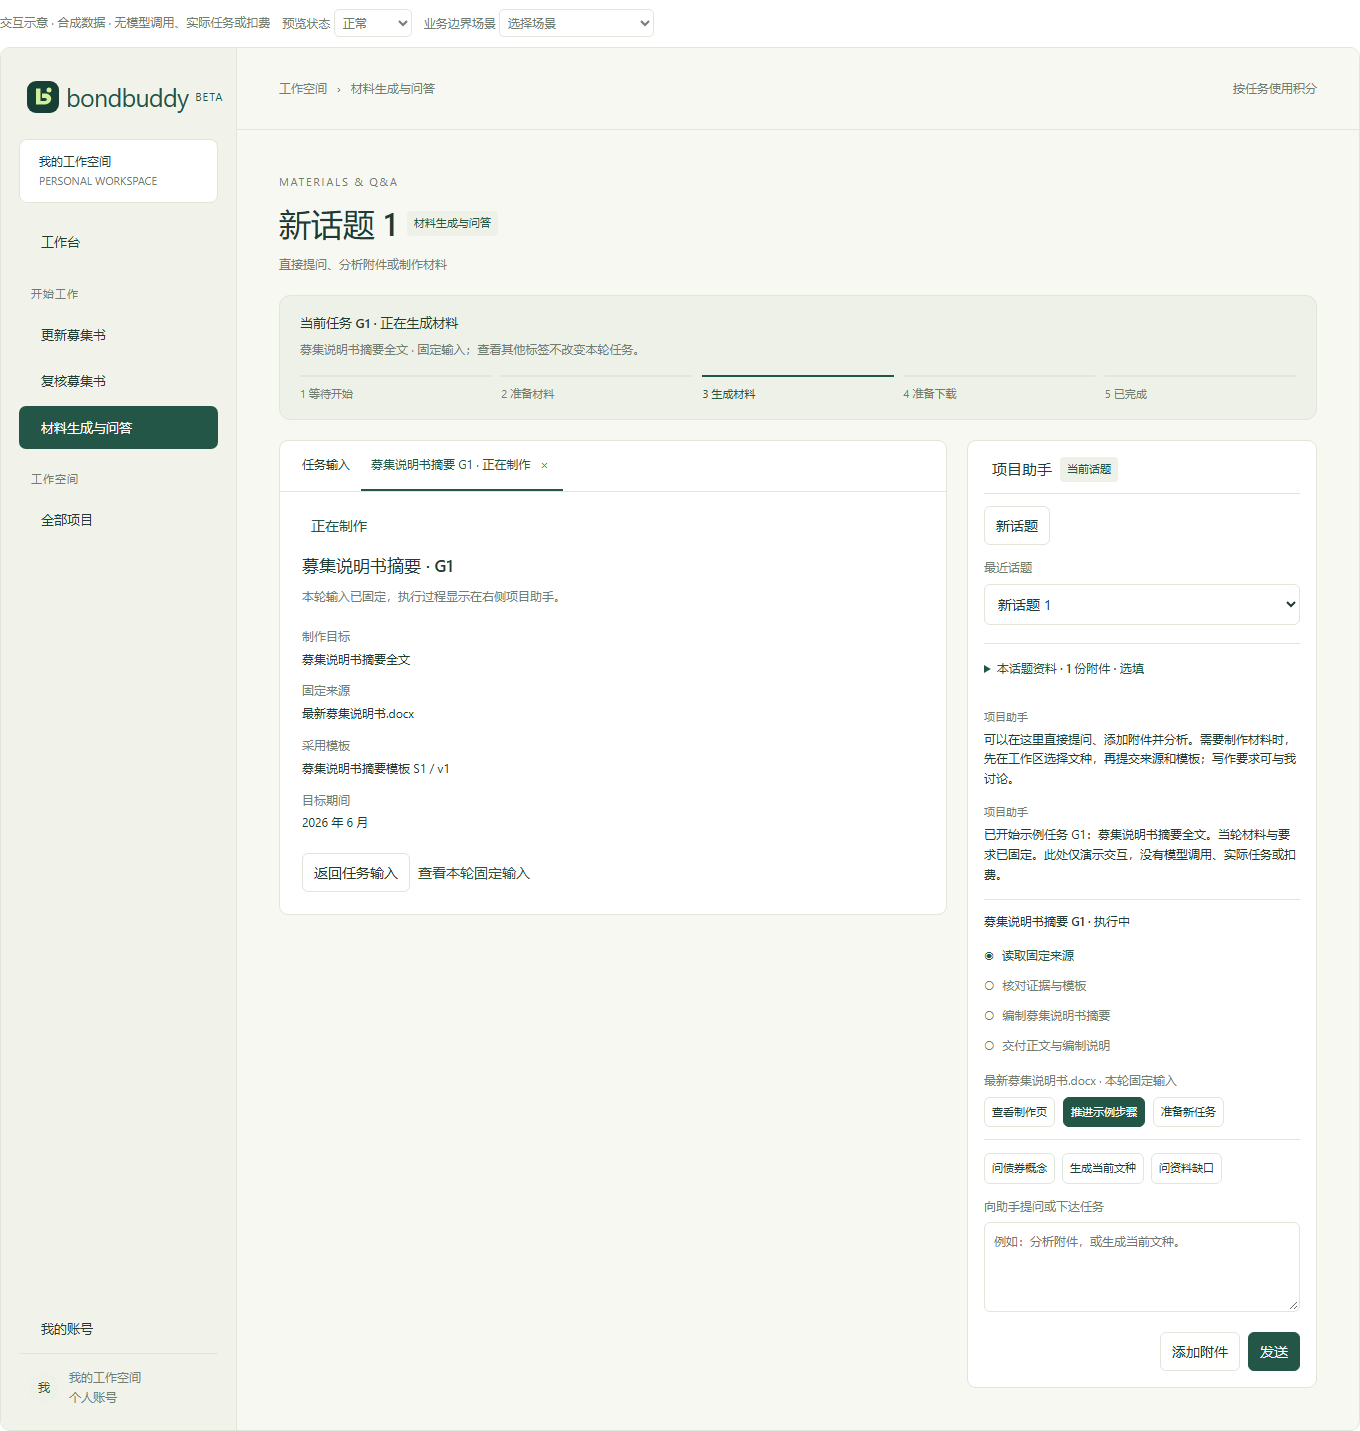 交互示意 · 合成数据 · 无模型调用、实际任务或扣费 预览状态 正常 业务边界场景 选择场景
bondbuddy BETA
我的工作空间
PERSONAL WORKSPACE
工作台
开始工作
更新募集书
复核募集书
材料生成与问答
工作空间
全部项目
我的账号
我
我的工作空间
个人账号
工作空间 › 材料生成与问答
按任务使用积分
MATERIALS & Q&A
新话题 1 材料生成与问答
直接提问、分析附件或制作材料
当前任务 G1 · 正在生成材料
募集说明书摘要全文 · 固定输入；查看其他标签不改变本轮任务。
1 等待开始
2 准备材料
3 生成材料
4 准备下载
5 已完成
任务输入 募集说明书摘要 G1 · 正在制作 ×
正在制作
募集说明书摘要 · G1
本轮输入已固定，执行过程显示在右侧项目助手。
制作目标
募集说明书摘要全文
固定来源
最新募集说明书.docx
采用模板
募集说明书摘要模板 S1 / v1
目标期间
2026 年 6 月
返回任务输入 查看本轮固定输入
项目助手 当前话题
新话题
最近话题
新话题 1
本话题资料 · 1 份附件 · 选填
项目助手
可以在这里直接提问、添加附件并分析。需要制作材料时，
先在工作区选择文种，再提交来源和模板；写作要求可与我
讨论。
项目助手
已开始示例任务 G1：募集说明书摘要全文。当轮材料与要
求已固定。此处仅演示交互，没有模型调用、实际任务或扣
费。
募集说明书摘要 G1 · 执行中
读取固定来源
核对证据与模板
编制募集说明书摘要
交付正文与编制说明
最新募集说明书.docx · 本轮固定输入
查看制作页 推进示例步骤 准备新任务
问债券概念 生成当前文种 问资料缺口
向助手提问或下达任务
例如：分析附件，或生成当前文种。
添加附件 发送